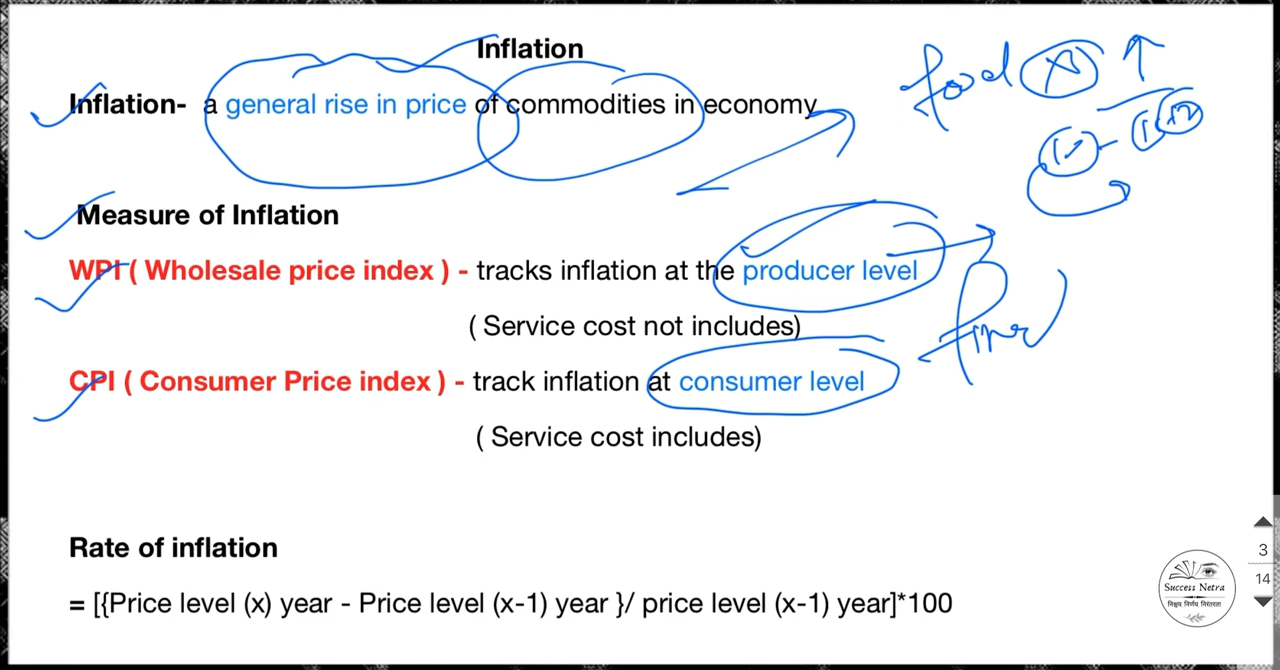 Inflation
Inflation- a general rise in price of commodities in economy
food
Measure of Inflation
WPI ( Wholesale price index ) - tracks inflation at the producer level
( Service cost not includes)
CPI ( Consumer Price index ) - track inflation at consumer level
( Service cost includes)
Rate of inflation
= [{Price level (x) year - Price level (x-1) year }/ price level (x-1) year]*100
3
14
Success Netra
निश्चय, निर्णय, निरंतरता